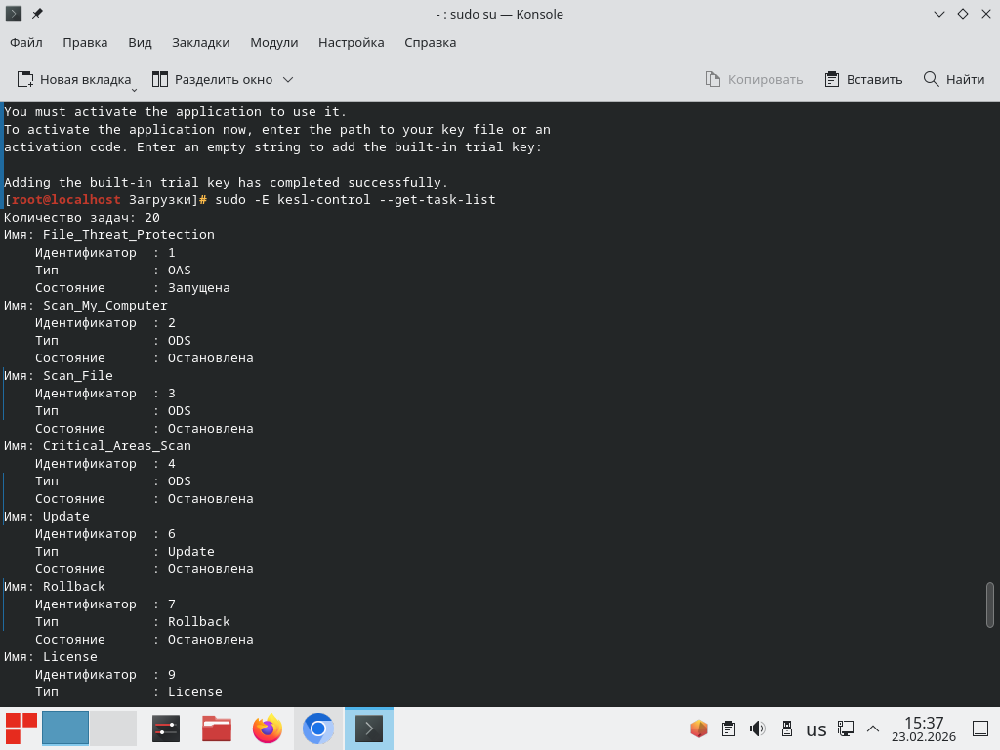 - : sudo su — Konsole
Файл Правка Вид Закладки Модули Настройка Справка
Новая вкладка Разделить окно Копировать Вставить Найти
You must activate the application to use it.
To activate the application now, enter the path to your key file or an
activation code. Enter an empty string to add the built-in trial key:
Adding the built-in trial key has completed successfully.
[root@localhost Загрузки]# sudo -E kesl-control --get-task-list
Количество задач: 20
Имя: File_Threat_Protection
Идентификатор : 1
Тип : OAS
Состояние : Запущена
Имя: Scan_My_Computer
Идентификатор : 2
Тип : ODS
Состояние : Остановлена
Имя: Scan_File
Идентификатор : 3
Тип : ODS
Состояние : Остановлена
Имя: Critical_Areas_Scan
Идентификатор : 4
Тип : ODS
Состояние : Остановлена
Имя: Update
Идентификатор : 6
Тип : Update
Состояние : Остановлена
Имя: Rollback
Идентификатор : 7
Тип : Rollback
Состояние : Остановлена
Имя: License
Идентификатор : 9
Тип : License
us 15:37
23.02.2026